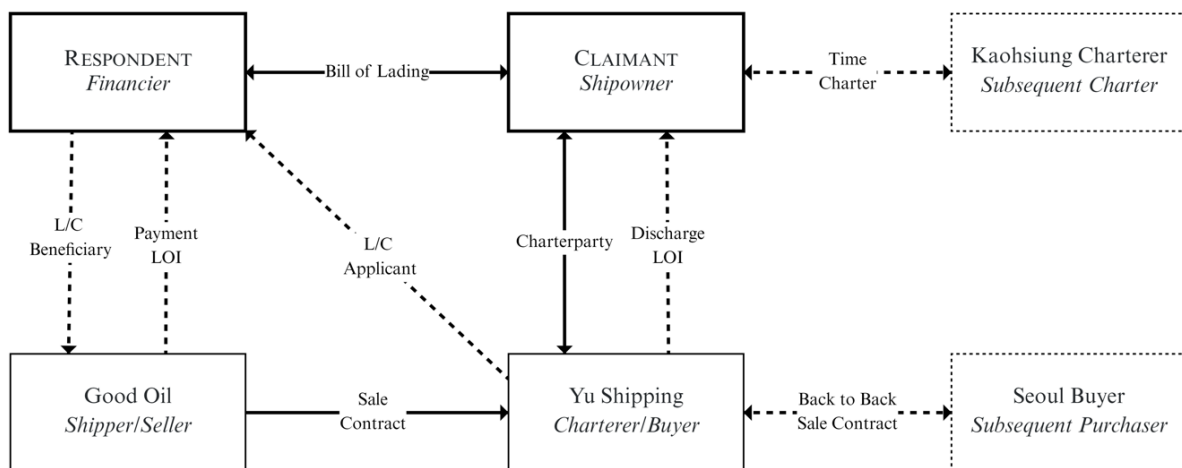 RESPONDENT
Financier
Bill of Lading
CLAIMANT
Shipowner
Time
Charter
Kaohsiung Charterer
Subsequent Charter
L/C
Beneficiary
Payment
LOI
L/C
Applicant
Charterparty
Discharge
LOI
Good Oil
Shipper/Seller
Sale
Contract
Yu Shipping
Charterer/Buyer
Back to Back
Sale Contract
Seoul Buyer
Subsequent Purchaser